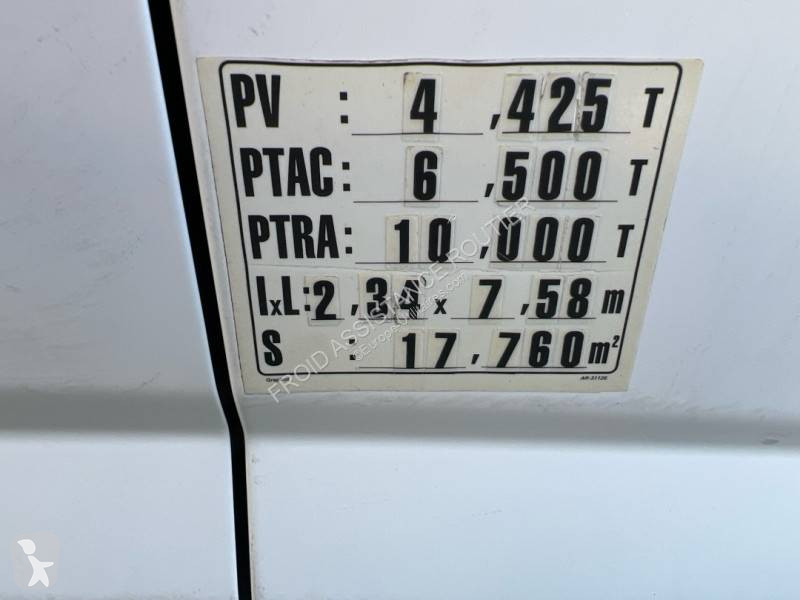 PV : 4,425 T
PTAC: 6,500 T
PTRA: 10,000 T
IxL: 2,34 x 7,58 m
S : 17,760 m²
AR-31126
FROID ASSISTANCE ROUTIER